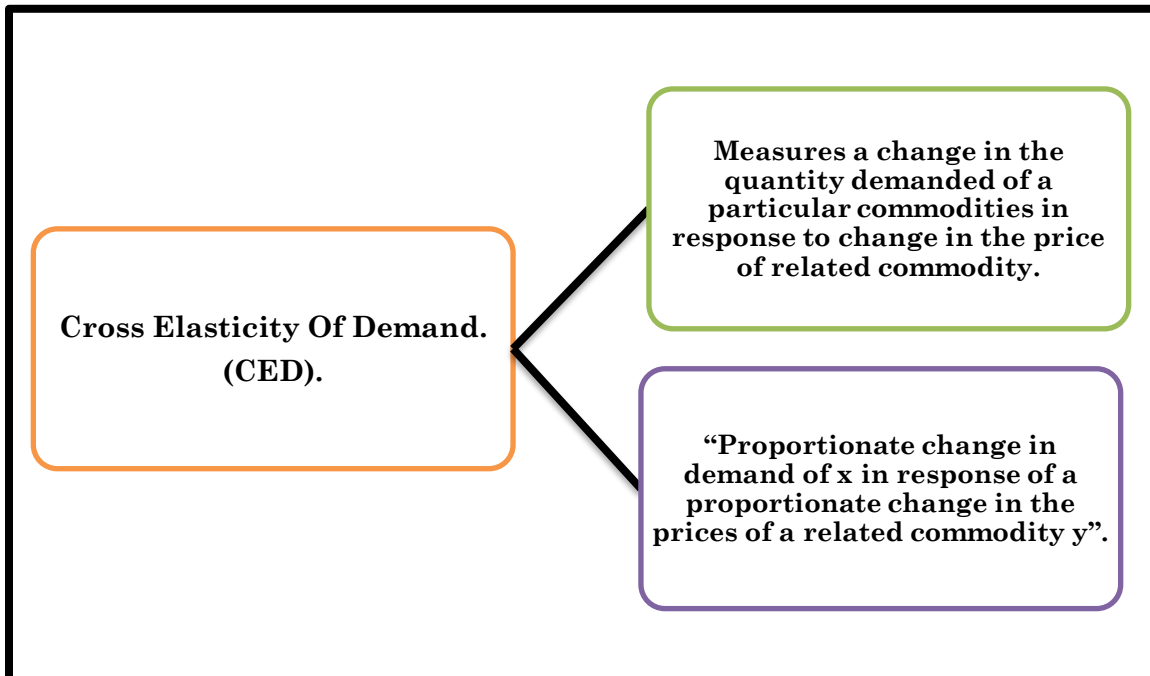 Cross Elasticity Of Demand.
(CED).
Measures a change in the
quantity demanded of a
particular commodities in
response to change in the price
of related commodity.
“Proportionate change in
demand of x in response of a
proportionate change in the
prices of a related commodity y”.